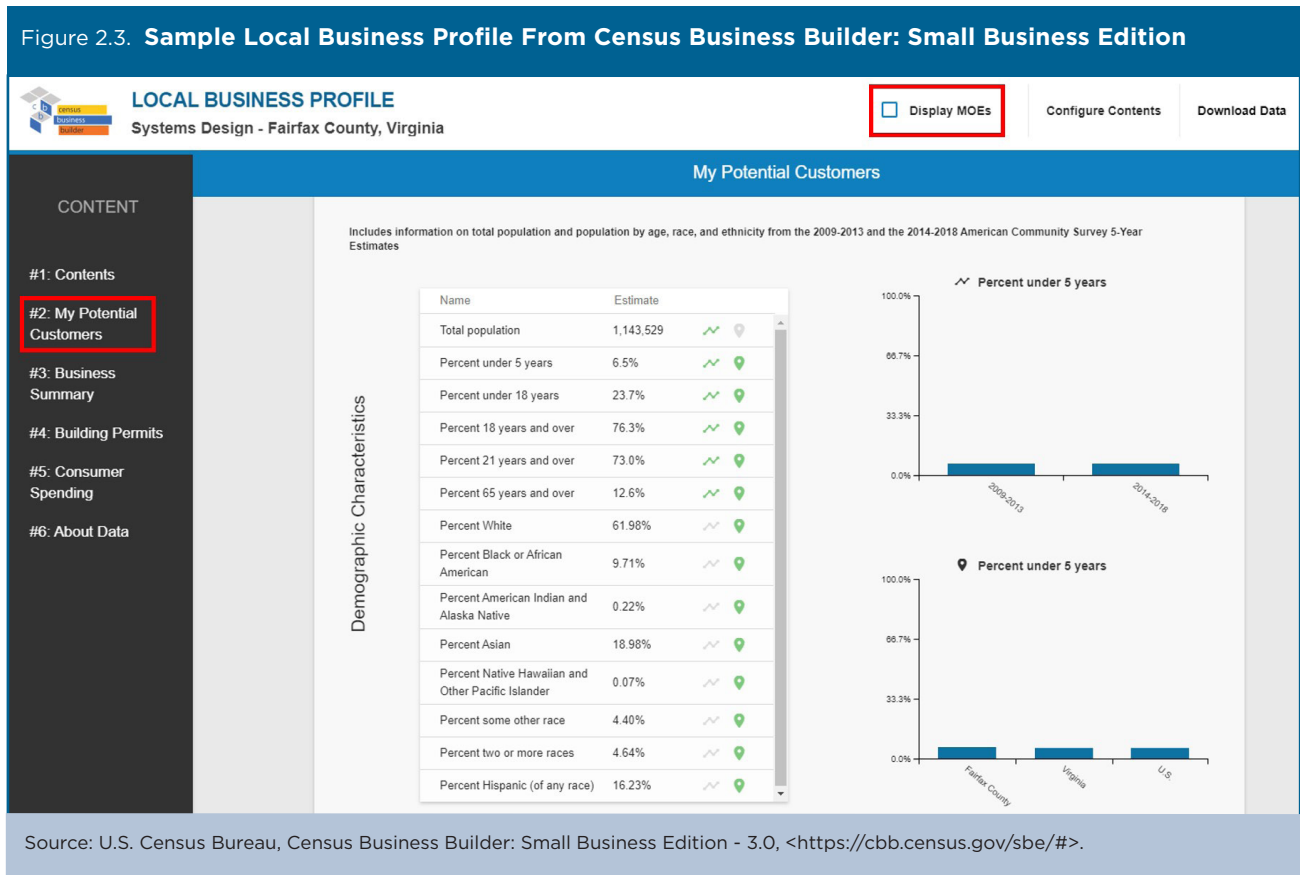 Figure 2.3. Sample Local Business Profile From Census Business Builder: Small Business Edition
c b b
census
business
builder
LOCAL BUSINESS PROFILE
Systems Design - Fairfax County, Virginia
Display MOEs
Configure Contents
Download Data
CONTENT
#1: Contents
#2: My Potential
Customers
#3: Business
Summary
#4: Building Permits
#5: Consumer
Spending
#6: About Data
My Potential Customers
Includes information on total population and population by age, race, and ethnicity from the 2009-2013 and the 2014-2018 American Community Survey 5-Year
Estimates
Demographic Characteristics
Name Estimate
Total population 1,143,529
Percent under 5 years 6.5%
Percent under 18 years 23.7%
Percent 18 years and over 76.3%
Percent 21 years and over 73.0%
Percent 65 years and over 12.6%
Percent White 61.98%
Percent Black or African
American 9.71%
Percent American Indian and
Alaska Native 0.22%
Percent Asian 18.98%
Percent Native Hawaiian and
Other Pacific Islander 0.07%
Percent some other race 4.40%
Percent two or more races 4.64%
Percent Hispanic (of any race) 16.23%
Percent under 5 years
100.0%
66.7%
33.3%
0.0%
2009-2013
2014-2018
Percent under 5 years
100.0%
66.7%
33.3%
0.0%
Fairfax County
Virginia
U.S.
Source: U.S. Census Bureau, Census Business Builder: Small Business Edition - 3.0, <https://cbb.census.gov/sbe/#>.